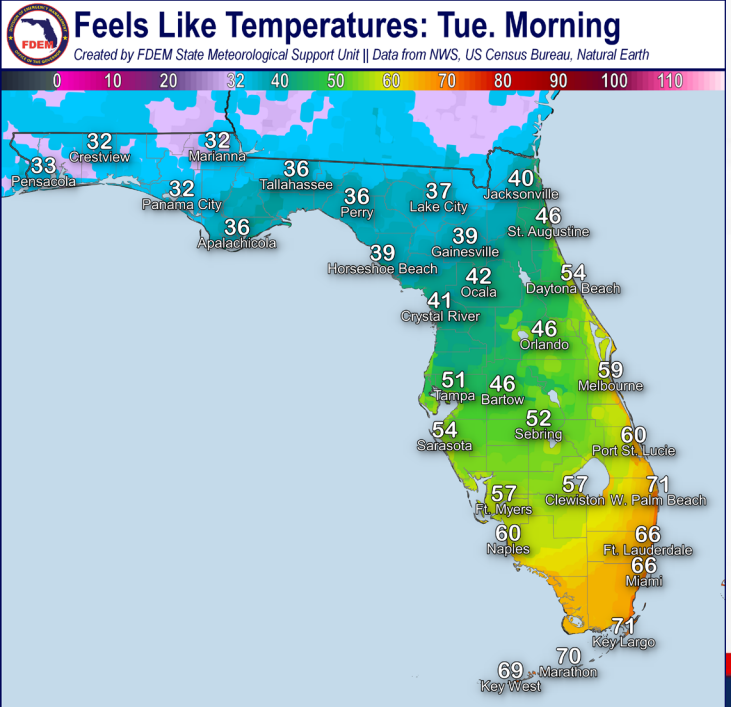 Feels Like Temperatures: Tue. Morning
Created by FDEM State Meteorological Support Unit || Data from NWS, US Census Bureau, Natural Earth
FDEM
0 10 20 32 40 50 60 70 80 90 100 110
32
Crestview
32
Marianna
33
Pensacola
36
Tallahassee
40
Jacksonville
32
Panama City
36
Perry
37
Lake City
46
St. Augustine
36
Apalachicola
39
Gainesville
39
Horseshoe Beach
42
Ocala
54
Daytona Beach
41
Crystal River
46
Orlando
59
Melbourne
51
Tampa
46
Bartow
52
Sebring
54
Sarasota
60
Port St. Lucie
57
Ft. Myers
57
Clewiston
71
W. Palm Beach
60
Naples
66
Ft. Lauderdale
66
Miami
71
Key Largo
70
Marathon
69
Key West